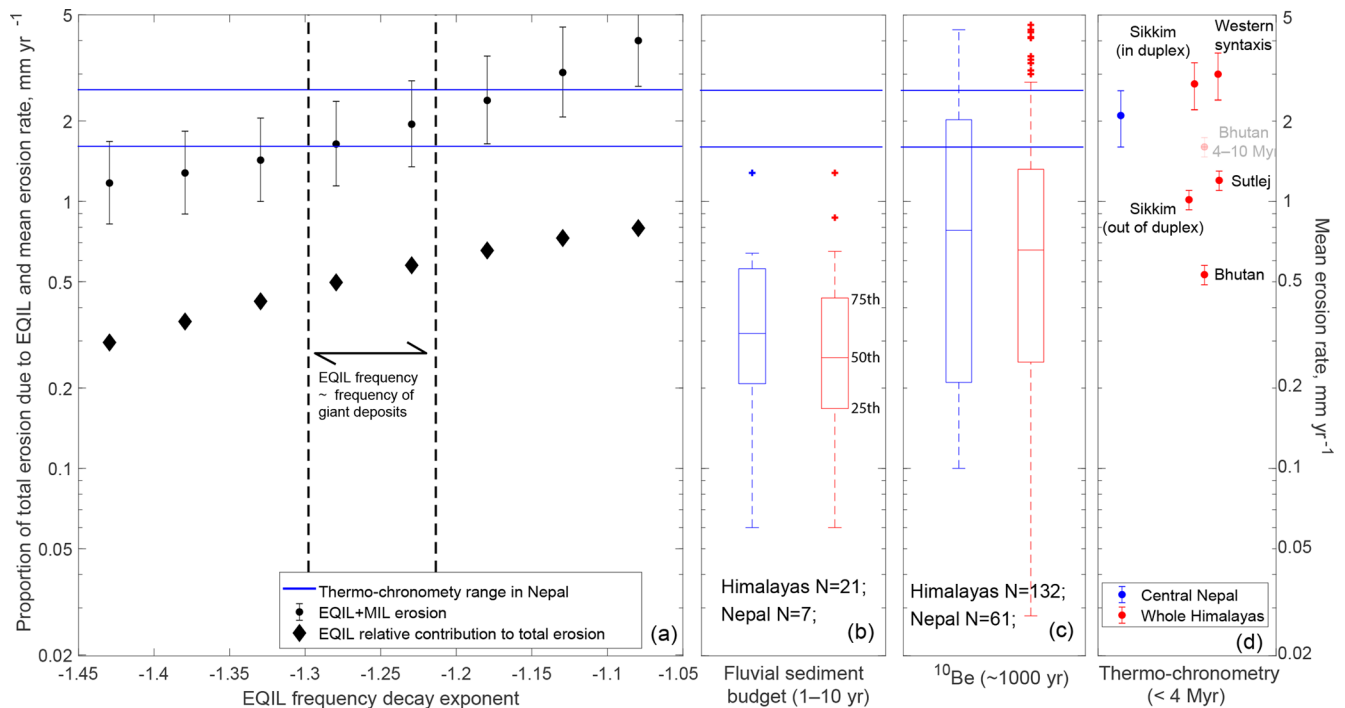 Proportion of total erosion due to EQIL and mean erosion rate, mm yr -1
5
2
1
0.5
0.2
0.1
0.05
0.02
-1.45
-1.4
-1.35
-1.3
-1.25
-1.2
-1.15
-1.1
-1.05
EQIL frequency decay exponent
EQIL frequency
~ frequency of
giant deposits
Thermo-chronometry range in Nepal
EQIL+MIL erosion
EQIL relative contribution to total erosion
(a)
75th
50th
25th
Himalayas N=21;
Nepal N=7;
(b)
Fluvial sediment
budget (1–10 yr)
Himalayas N=132;
Nepal N=61;
(c)
10Be (~1000 yr)
Sikkim
(in duplex)
Western
syntaxis
Bhutan
4–10 Myr
Sutlej
Sikkim
(out of duplex)
Bhutan
Central Nepal
Whole Himalayas
(d)
Thermo-chronometry
(< 4 Myr)
5
2
1
0.5
0.2
0.1
0.05
0.02
Mean erosion rate, mm yr-1